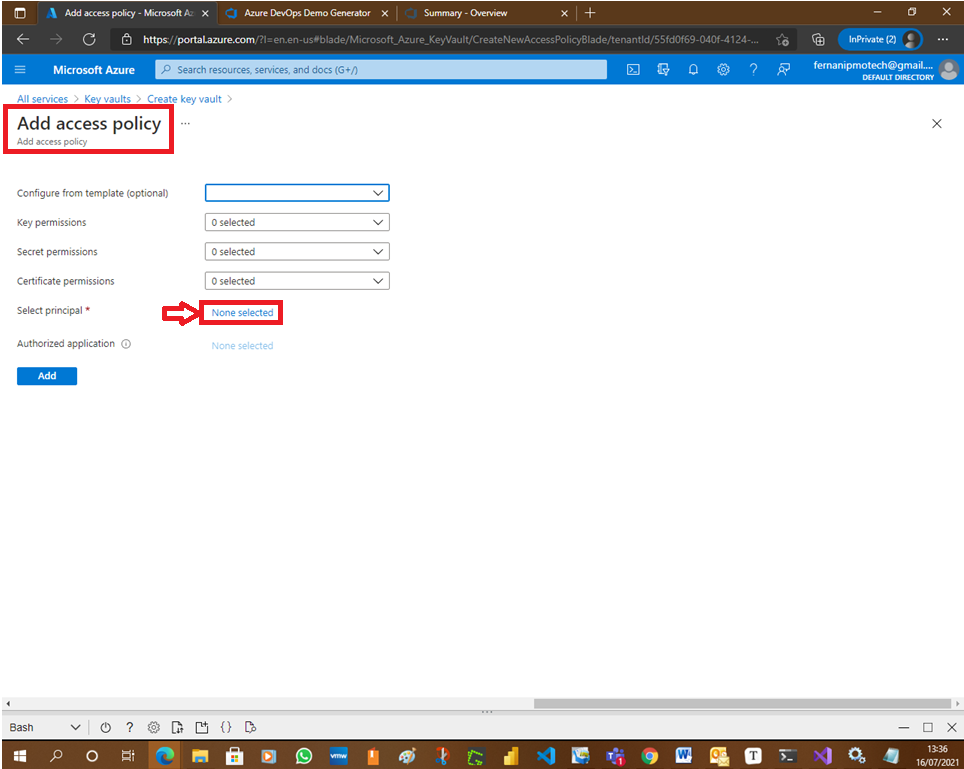 Add access policy - Microsoft Az
Azure DevOps Demo Generator
Summary - Overview
https://portal.azure.com/?l=en.en-us#blade/Microsoft_Azure_KeyVault/CreateNewAccessPolicyBlade/tenantId/55fd0f69-040f-4124-...
InPrivate (2)
Microsoft Azure
Search resources, services, and docs (G+/)
fernanipmotech@gmail....
DEFAULT DIRECTORY
All services > Key vaults > Create key vault >
Add access policy ...
Add access policy
Configure from template (optional)
Key permissions 0 selected
Secret permissions 0 selected
Certificate permissions 0 selected
Select principal * None selected
Authorized application None selected
Add
Bash
vmw
13:36
16/07/2021